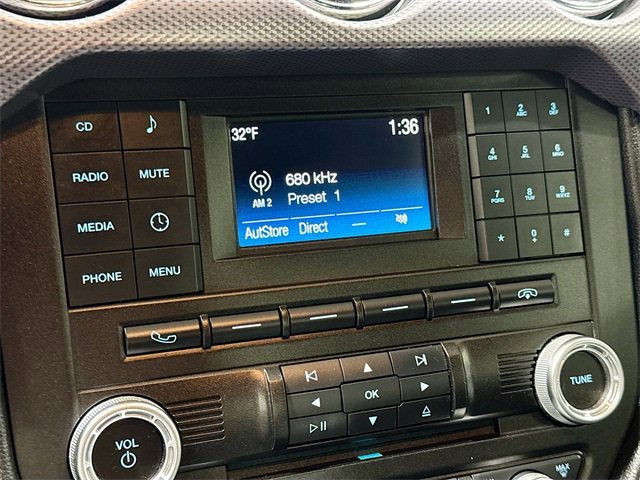 CD
RADIO MUTE
MEDIA
PHONE MENU
32°F 1:36
680 kHz
AM 2 Preset 1
AutStore Direct
1 2 ABC 3 DEF
4 GHI 5 JKL 6 MNO
7 PQRS 8 TUV 9 WXYZ
* 0 + #
OK
VOL
TUNE
MAX